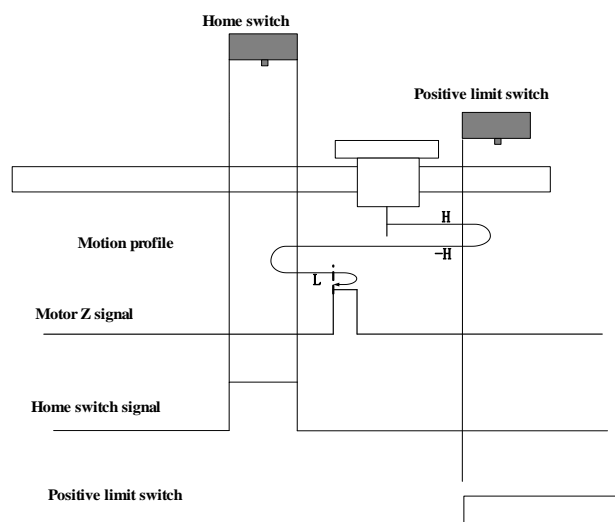 Home switch
Positive limit switch
H
Motion profile
-H
L
Motor Z signal
Home switch signal
Positive limit switch